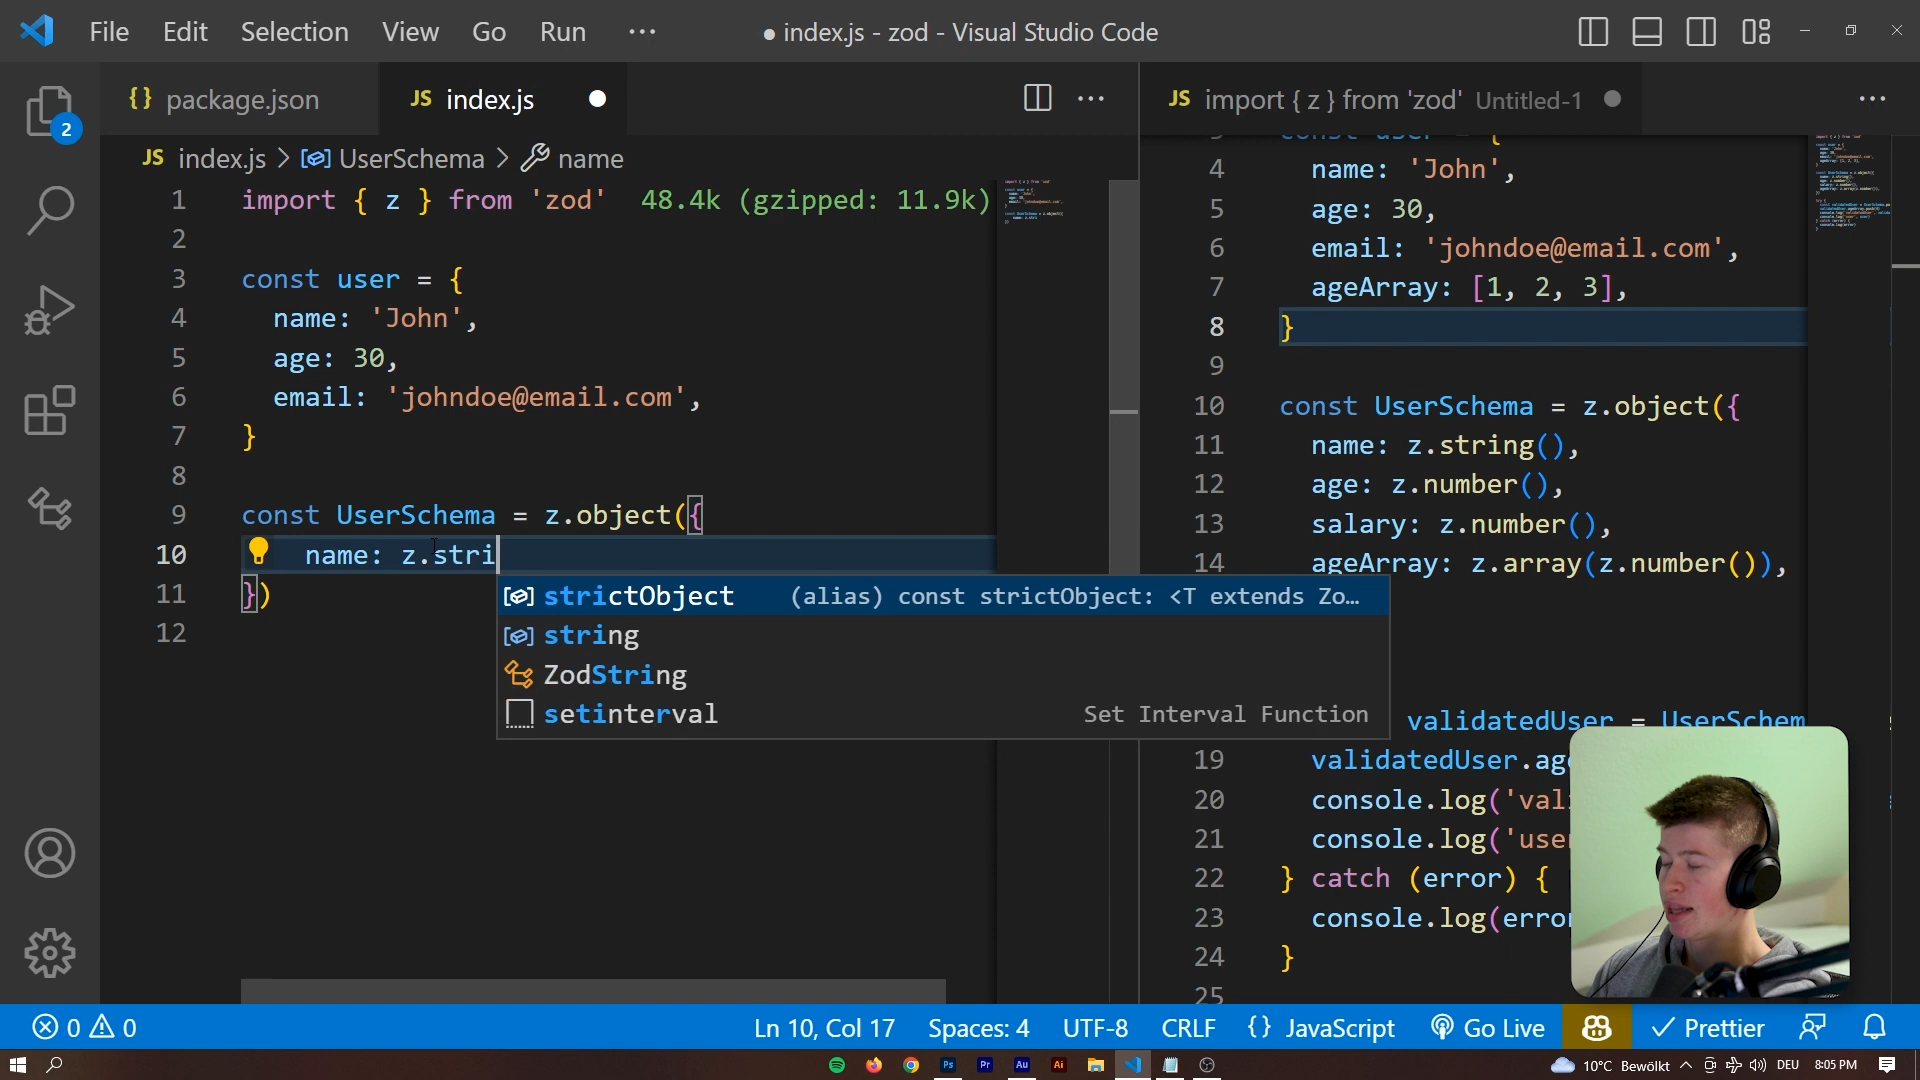 File Edit Selection View Go Run ···
● index.js - zod - Visual Studio Code
{} package.json
JS index.js ●
JS import { z } from 'zod' Untitled-1 ●
2
JS index.js > UserSchema > name
1 import { z } from 'zod' 48.4k (gzipped: 11.9k)
2
3 const user = {
4 name: 'John',
5 age: 30,
6 email: 'johndoe@email.com',
7 }
8
9 const UserSchema = z.object({
10 name: z.stri
11 })
12
strictObject (alias) const strictObject: <T extends Zo...
string
ZodString
setinterval Set Interval Function
3 const user = {
4 name: 'John',
5 age: 30,
6 email: 'johndoe@email.com',
7 ageArray: [1, 2, 3],
8 }
9
10 const UserSchema = z.object({
11 name: z.string(),
12 age: z.number(),
13 salary: z.number(),
14 ageArray: z.array(z.number()),
validatedUser = UserSchem
19 validatedUser.ag
20 console.log('val
21 console.log('use
22 } catch (error) {
23 console.log(erro
24 }
25
0 0
Ln 10, Col 17 Spaces: 4 UTF-8 CRLF {} JavaScript Go Live Prettier
Ps Pr Au Ai
10°C Bewölkt DEU 8:05 PM